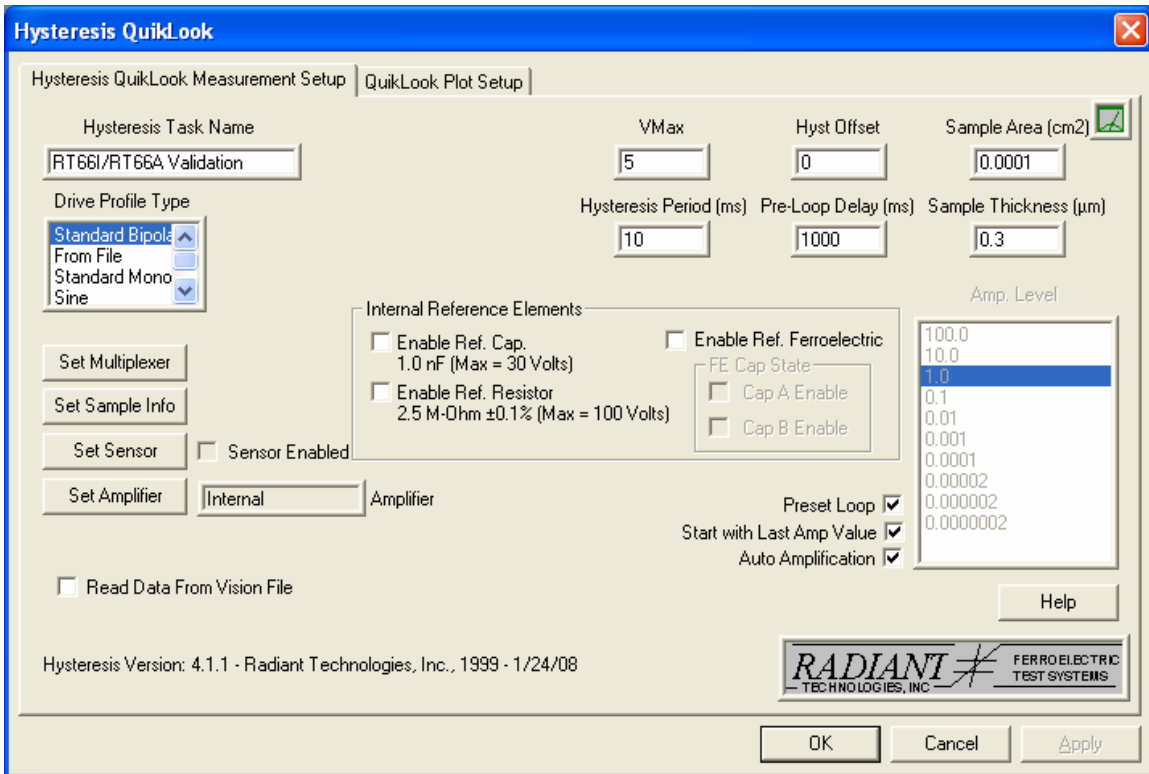 Hysteresis QuikLook
Hysteresis QuikLook Measurement Setup
QuikLook Plot Setup
Hysteresis Task Name
RT66I/RT66A Validation
VMax
5
Hyst Offset
0
Sample Area (cm2)
0.0001
Drive Profile Type
Standard Bipola
From File
Standard Mono
Sine
Hysteresis Period (ms)
10
Pre-Loop Delay (ms)
1000
Sample Thickness (µm)
0.3
Internal Reference Elements
Enable Ref. Cap.
1.0 nF (Max = 30 Volts)
Enable Ref. Resistor
2.5 M-Ohm ±0.1% (Max = 100 Volts)
Enable Ref. Ferroelectric
FE Cap State
Cap A Enable
Cap B Enable
Amp. Level
100.0
10.0
1.0
0.1
0.01
0.001
0.0001
0.00002
0.000002
0.0000002
Set Multiplexer
Set Sample Info
Set Sensor
Sensor Enabled
Set Amplifier
Internal
Amplifier
Preset Loop
Start with Last Amp Value
Auto Amplification
Read Data From Vision File
Help
Hysteresis Version: 4.1.1 - Radiant Technologies, Inc., 1999 - 1/24/08
RADIANT
TECHNOLOGIES, INC
FERROELECTRIC
TEST SYSTEMS
OK
Cancel
Apply